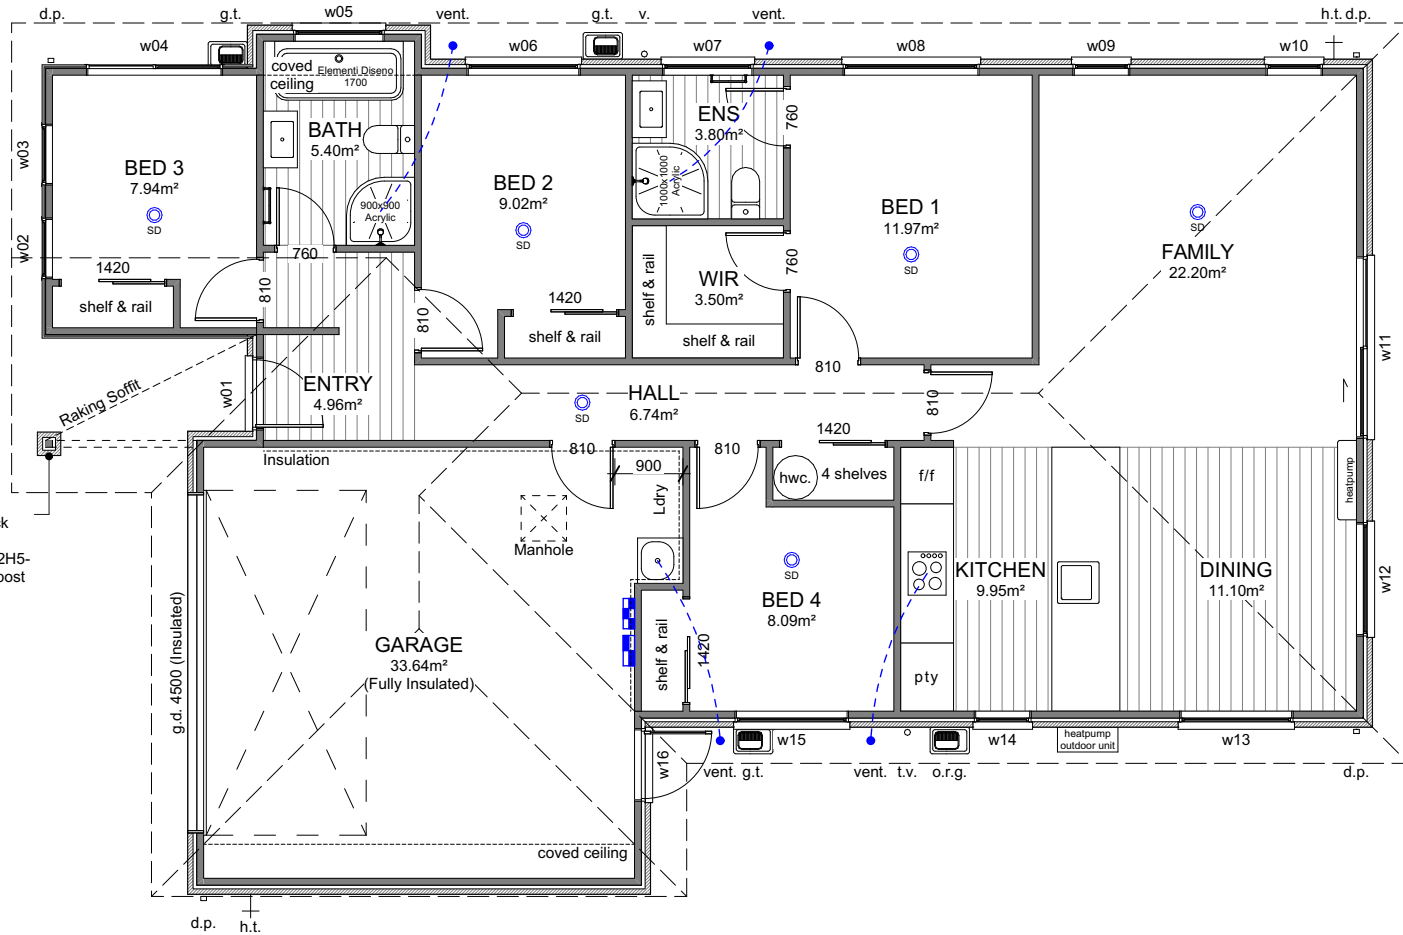 d.p.
g.t.
w05
vent.
g.t.
v.
vent.
h.t. d.p.
w04
w06
w07
w08
w09
w10
coved
ceiling
Elementi Diseno
1700
BATH
5.40m²
ENS
3.80m²
760
w03
BED 3
7.94m²
SD
BED 2
9.02m²
SD
1000x1000
Acrylic
900x900
Acrylic
BED 1
11.97m²
SD
FAMILY
22.20m²
SD
w02
760
760
1420
shelf & rail
810
810
1420
shelf & rail
shelf & rail
WIR
3.50m²
shelf & rail
w11
Raking Soffit
w01
ENTRY
4.96m²
HALL
6.74m²
SD
810
810
Insulation
810
900
810
1420
hwc.
4 shelves
f/f
heatpump
Ldry
Manhole
ck
2H5-
post
SD
BED 4
8.09m²
KITCHEN
9.95m²
DINING
11.10m²
w12
g.d. 4500 (Insulated)
GARAGE
33.64m²
(Fully Insulated)
shelf & rail
1420
pty
w16
w15
w14
heatpump
outdoor unit
w13
vent. g.t.
vent.
t.v.
o.r.g.
d.p.
coved ceiling
d.p.
h.t.